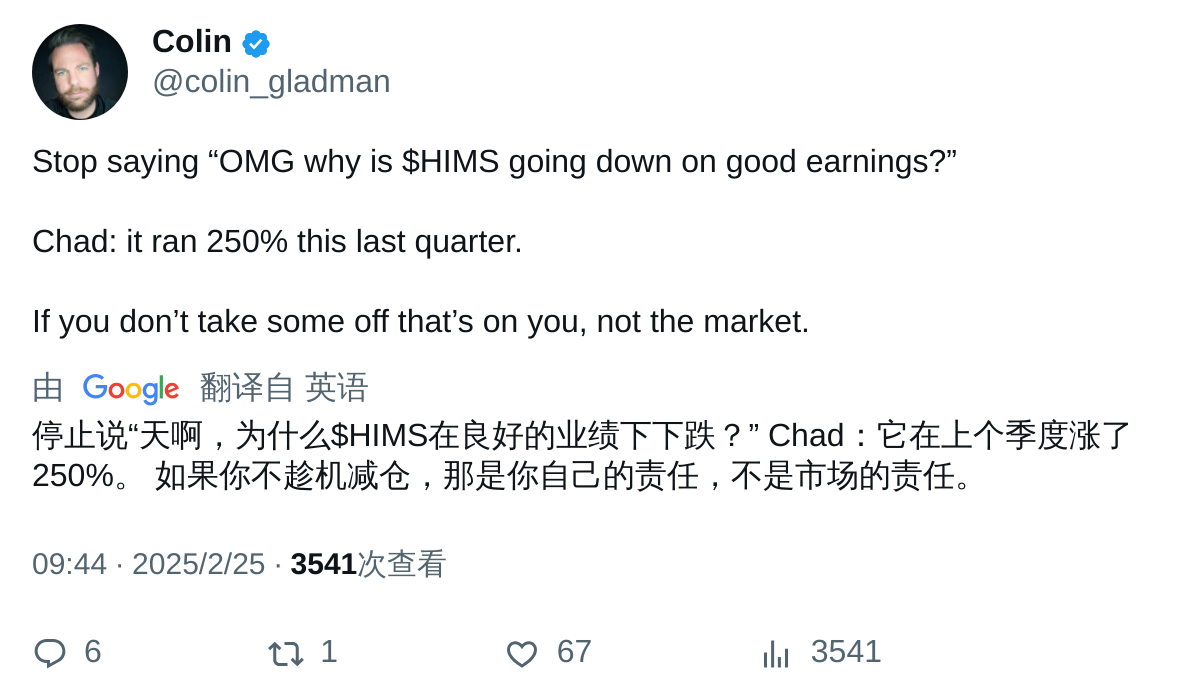 Colin
@colin_gladman
Stop saying “OMG why is $HIMS going down on good earnings?”
Chad: it ran 250% this last quarter.
If you don’t take some off that’s on you, not the market.
由 Google 翻译自 英语
停止说“天啊，为什么$HIMS在良好的业绩下下跌？” Chad：它在上个季度涨了
250%。 如果你不趁机减仓，那是你自己的责任，不是市场的责任。
09:44 · 2025/2/25 · 3541次查看
6 1 67 3541